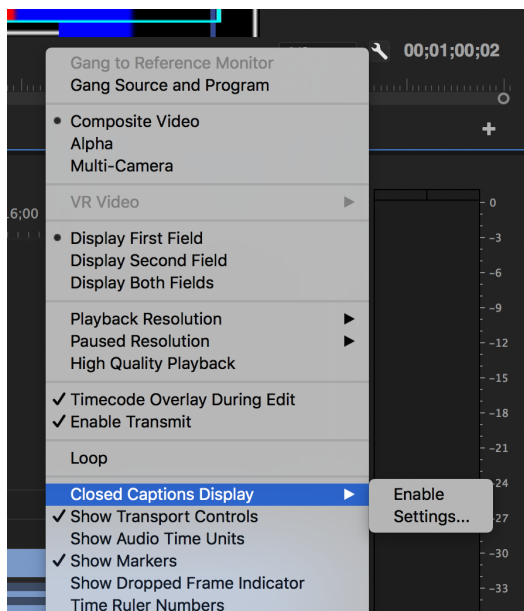 00;01;00;02
Gang to Reference Monitor
Gang Source and Program
Composite Video
Alpha
Multi-Camera
VR Video
6;00
0
Display First Field
-3
Display Second Field
-6
Display Both Fields
-9
Playback Resolution
Paused Resolution
-12
High Quality Playback
-15
Timecode Overlay During Edit
-18
Enable Transmit
-21
Loop
-24
Closed Captions Display
Enable
Show Transport Controls
Settings...
-27
Show Audio Time Units
-30
Show Markers
Show Dropped Frame Indicator
-33
Time Ruler Numbers